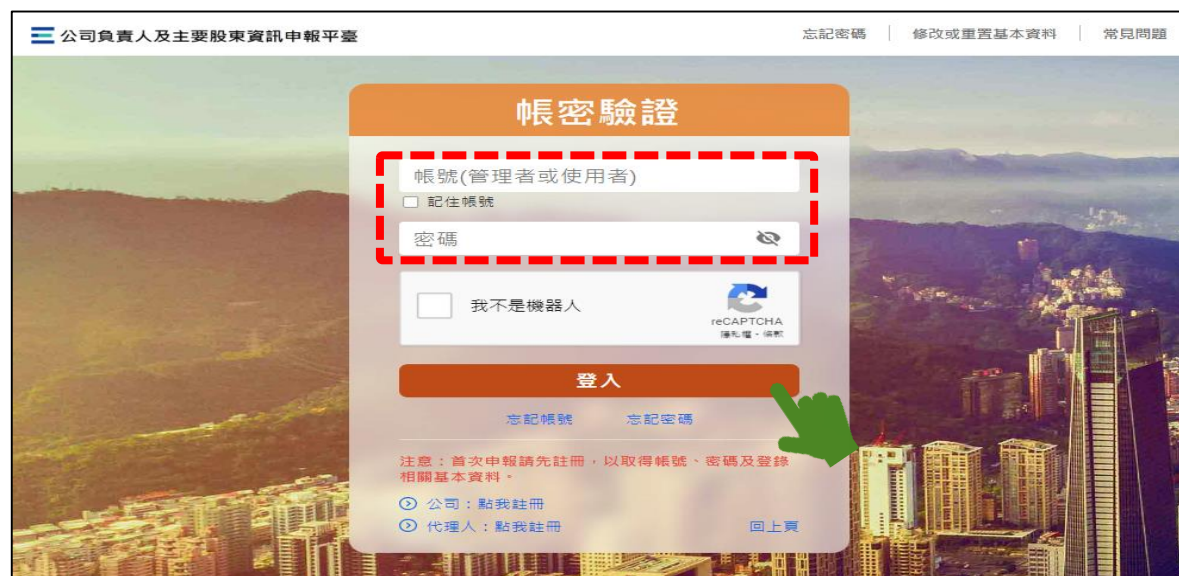 公司負責人及主要股東資訊申報平臺
忘記密碼 | 修改或重置基本資料 | 常見問題
帳密驗證
帳號(管理者或使用者)
記住帳號
密碼
我不是機器人
reCAPTCHA
隱私權 - 條款
登入
忘記帳號 忘記密碼
注意：首次申報請先註冊，以取得帳號、密碼及登錄
相關基本資料。
公司：點我註冊
代理人：點我註冊 回上頁